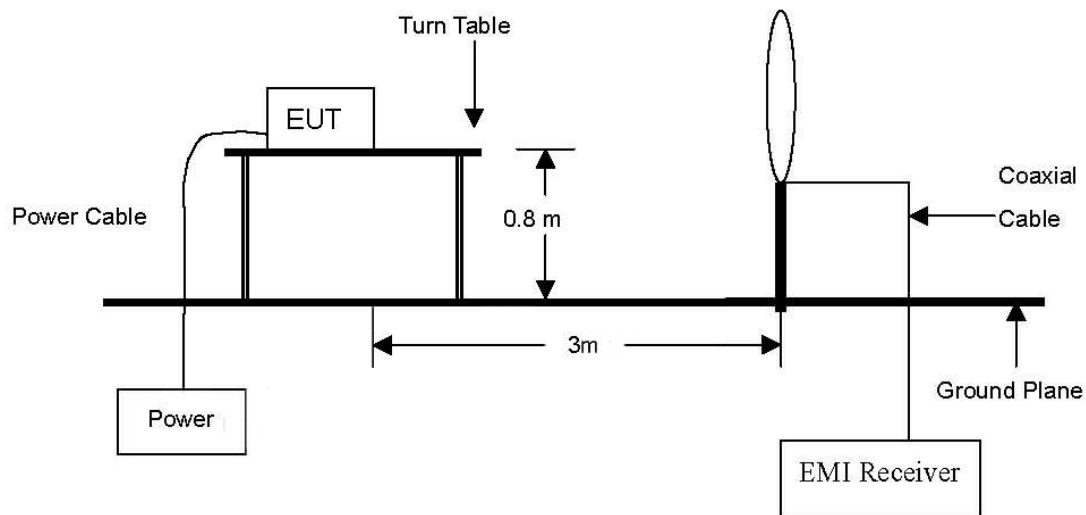 Turn Table
EUT
Coaxial
Power Cable
0.8 m
Cable
3m
Ground Plane
Power
EMI Receiver